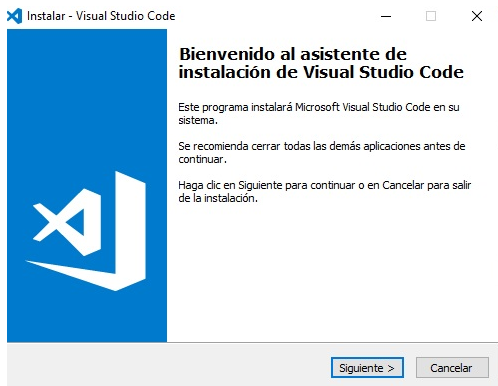 Instalar - Visual Studio Code
Bienvenido al asistente de
instalación de Visual Studio Code
Este programa instalará Microsoft Visual Studio Code en su
sistema.
Se recomienda cerrar todas las demás aplicaciones antes de
continuar.
Haga clic en Siguiente para continuar o en Cancelar para salir
de la instalación.
Siguiente >
Cancelar